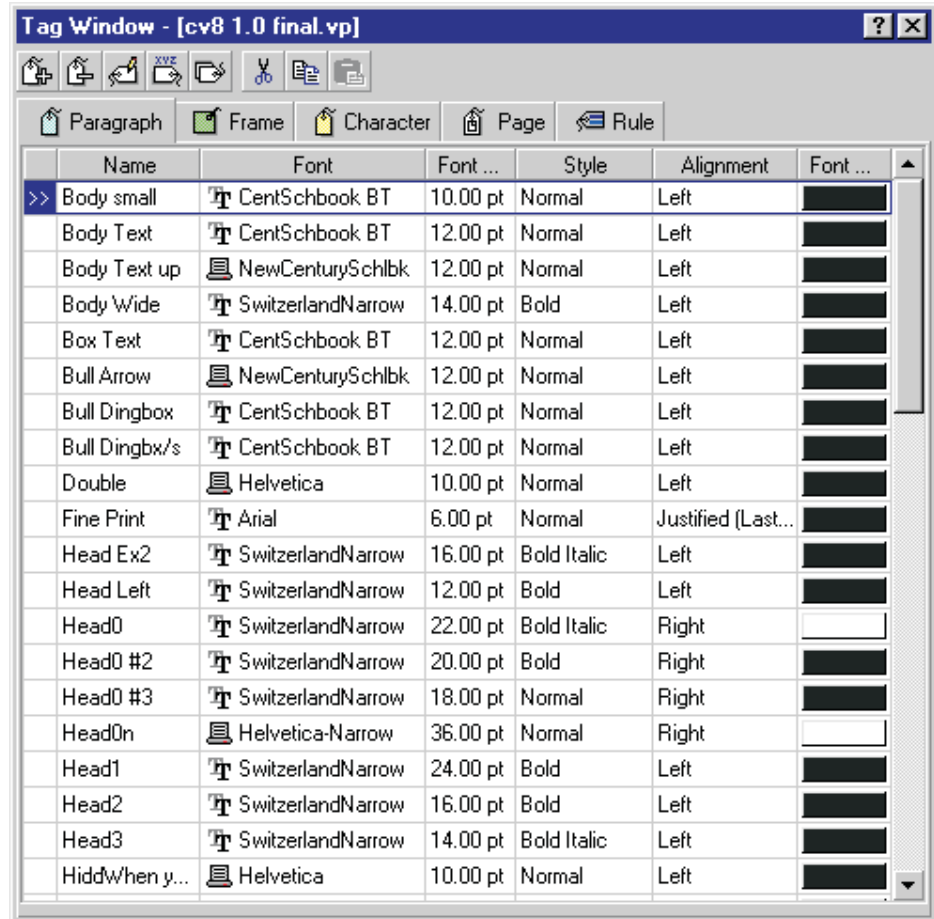 Tag Window - [cv8 1.0 final.vp]
XYZ
Paragraph Frame Character Page Rule
Name Font Font ... Style Alignment Font ...
>> Body small CentSchbook BT 10.00 pt Normal Left
Body Text CentSchbook BT 12.00 pt Normal Left
Body Text up NewCenturySchlbk 12.00 pt Normal Left
Body Wide SwitzerlandNarrow 14.00 pt Bold Left
Box Text CentSchbook BT 12.00 pt Normal Left
Bull Arrow NewCenturySchlbk 12.00 pt Normal Left
Bull Dingbox CentSchbook BT 12.00 pt Normal Left
Bull Dingbx/s CentSchbook BT 12.00 pt Normal Left
Double Helvetica 10.00 pt Normal Left
Fine Print Arial 6.00 pt Normal Justified (Last...
Head Ex2 SwitzerlandNarrow 16.00 pt Bold Italic Left
Head Left SwitzerlandNarrow 12.00 pt Bold Left
Head0 SwitzerlandNarrow 22.00 pt Bold Italic Right
Head0 #2 SwitzerlandNarrow 20.00 pt Bold Right
Head0 #3 SwitzerlandNarrow 18.00 pt Normal Right
Head0n Helvetica-Narrow 36.00 pt Normal Right
Head1 SwitzerlandNarrow 24.00 pt Bold Left
Head2 SwitzerlandNarrow 16.00 pt Bold Left
Head3 SwitzerlandNarrow 14.00 pt Bold Italic Left
HiddWhen y... Helvetica 10.00 pt Normal Left